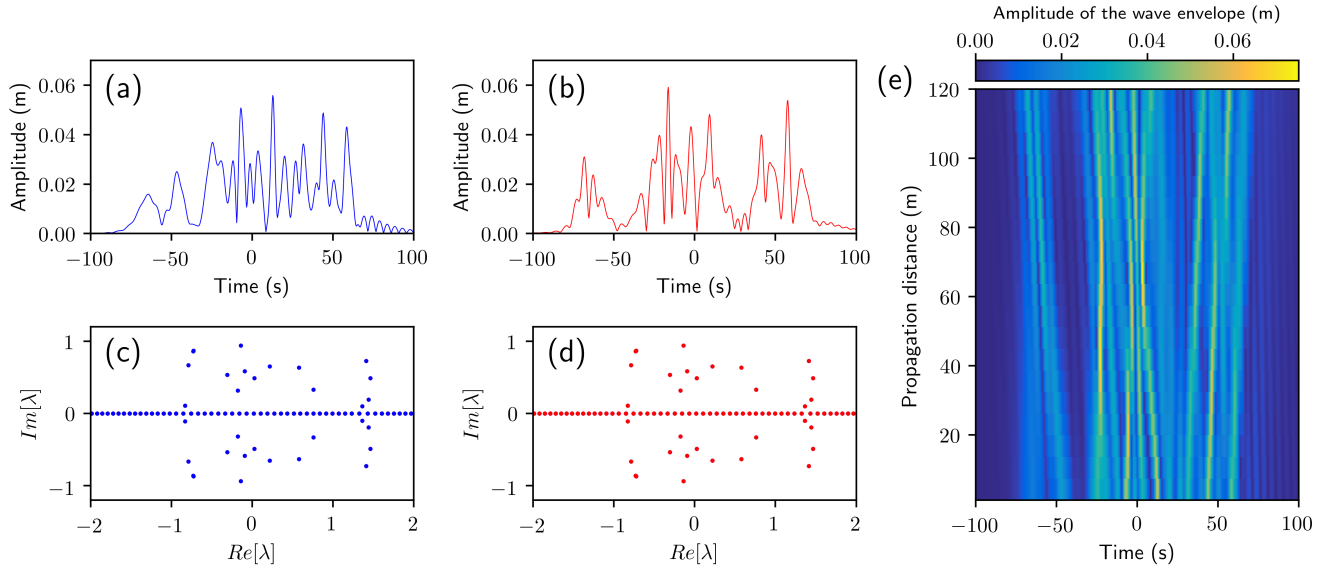 (a)
0.06
0.04
0.02
0.00
Amplitude (m)
−100 −50 0 50 100
Time (s)
(b)
0.06
0.04
0.02
0.00
Amplitude (m)
−100 −50 0 50 100
Time (s)
(c)
1
0
−1
Im[λ]
−2 −1 0 1 2
Re[λ]
(d)
1
0
−1
Im[λ]
−2 −1 0 1 2
Re[λ]
Amplitude of the wave envelope (m)
0.00 0.02 0.04 0.06
(e)
120
100
80
60
40
20
Propagation distance (m)
−100 −50 0 50 100
Time (s)